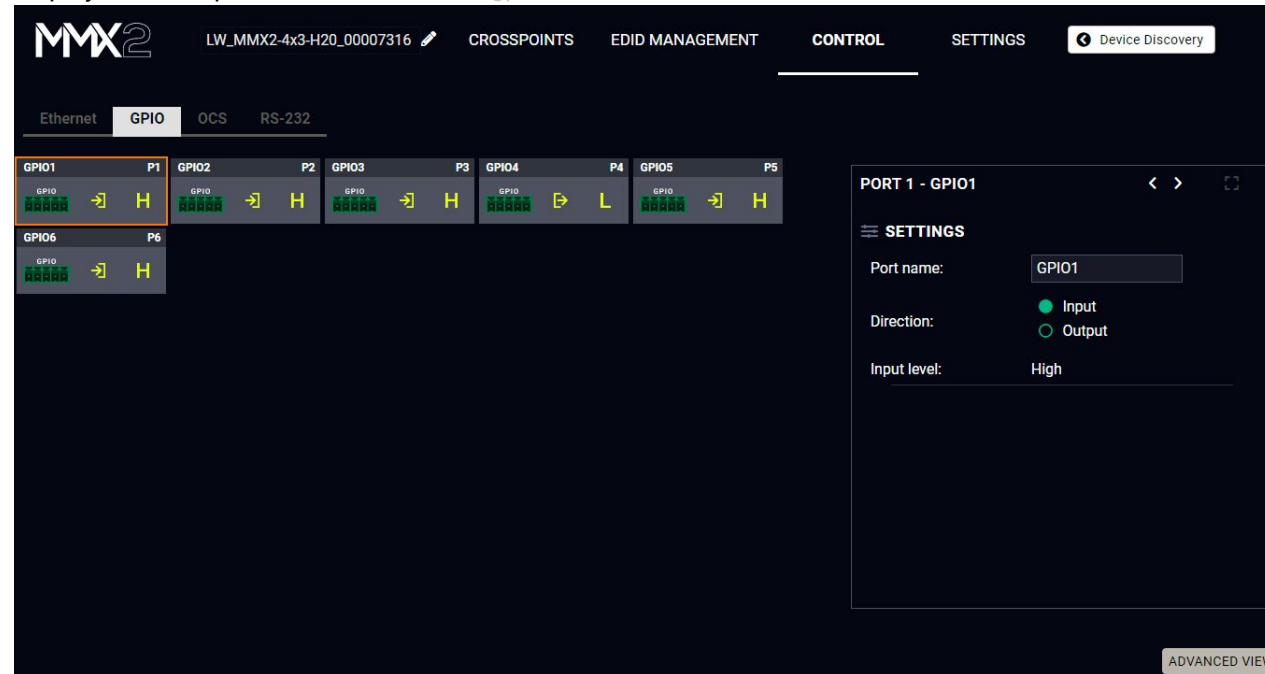 MMX2 LW_MMX2-4x3-H20_00007316 CROSSPOINTS EDID MANAGEMENT CONTROL SETTINGS Device Discovery
Ethernet GPIO OCS RS-232
GPIO1 P1 GPIO2 P2 GPIO3 P3 GPIO4 P4 GPIO5 P5
GPIO H GPIO H GPIO H GPIO L GPIO H
GPIO6 P6
GPIO H
PORT 1 - GPIO1
SETTINGS
Port name: GPIO1
Direction: Input
Output
Input level: High
ADVANCED VIE